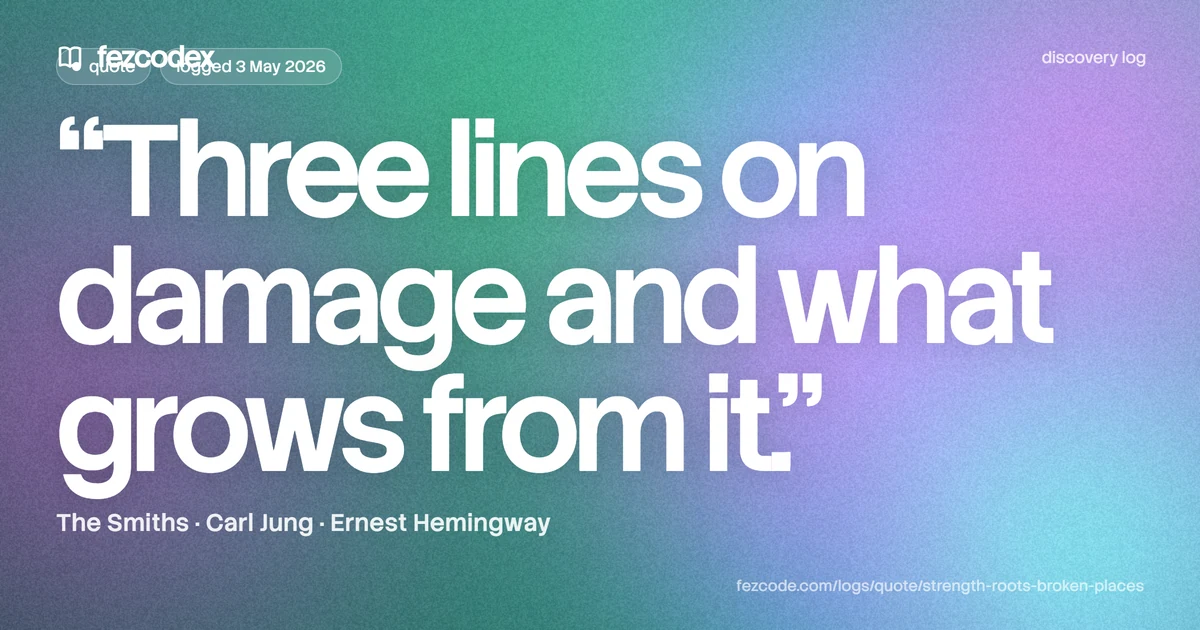 fezcodex
quote
logged 3 May 2026
discovery log
“Three lines on
damage and what
grows from it.”
The Smiths · Carl Jung · Ernest Hemingway
fezcode.com/logs/quote/strength-roots-broken-places